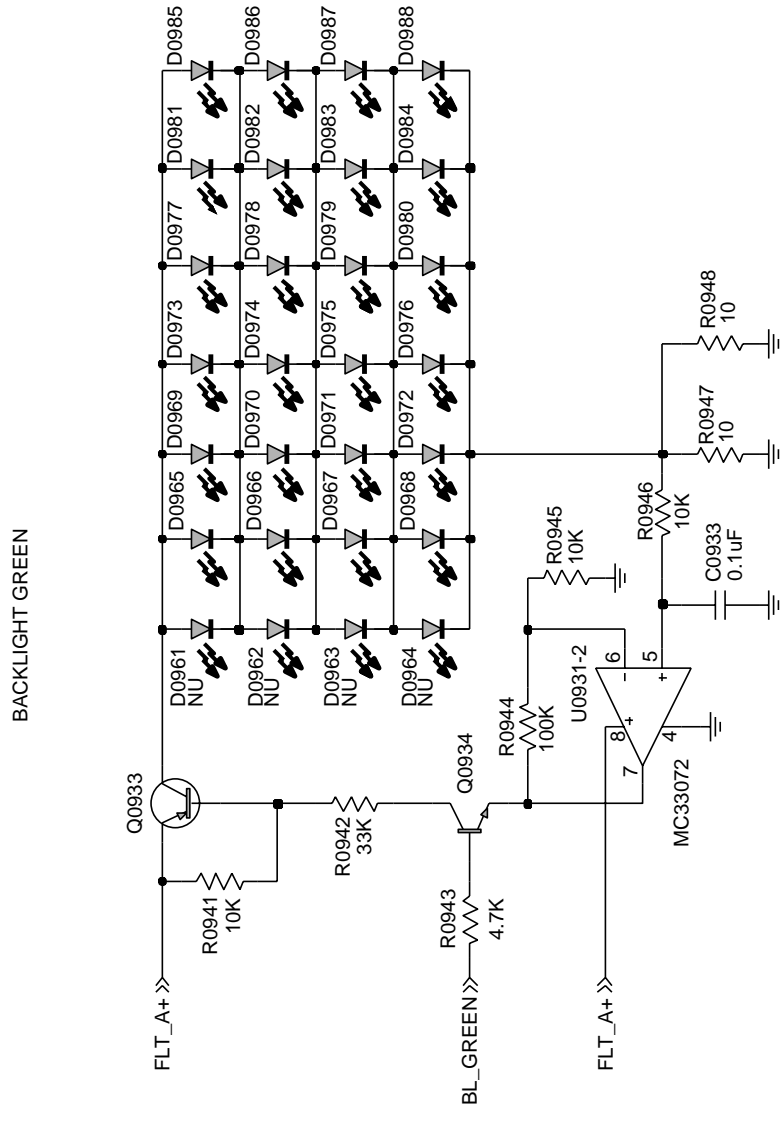 BACKLIGHT GREEN
FLT_A+
R0941
10K
Q0933
D0961
NU
D0965
D0969
D0973
D0977
D0981
D0985
D0962
NU
D0966
D0970
D0974
D0978
D0982
D0986
D0963
NU
D0967
D0971
D0975
D0979
D0983
D0987
D0964
NU
D0968
D0972
D0976
D0980
D0984
D0988
R0942
33K
BL_GREEN
R0943
4.7K
Q0934
R0944
100K
R0945
10K
FLT_A+
U0931-2
MC33072
8
+
4
7
6
−
5
+
R0946
10K
C0933
0.1uF
R0947
10
R0948
10